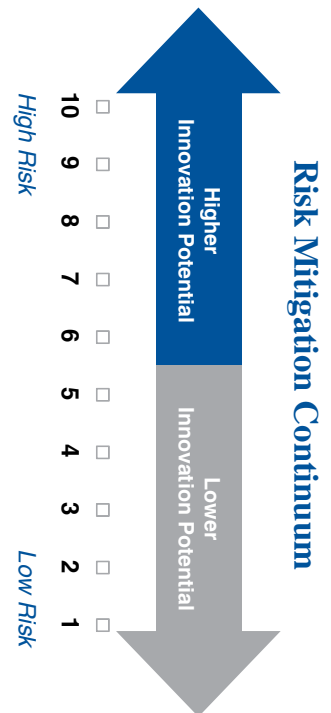 Risk Mitigation Continuum
Higher
Innovation Potential
Lower
Innovation Potential
10 9 8 7 6 5 4 3 2 1
High Risk
Low Risk